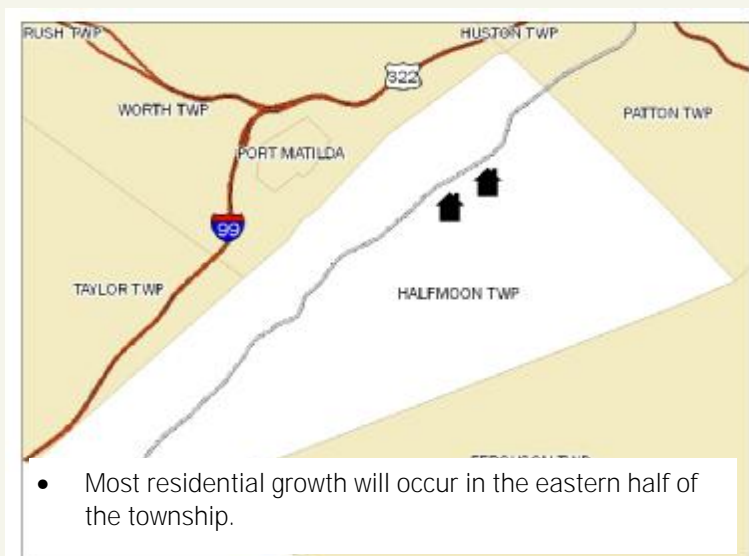 RUSH TWP
HUSTON TWP
322
WORTH TWP
PATTON TWP
PORT MATILDA
99
TAYLOR TWP
HALFMOON TWP
• Most residential growth will occur in the eastern half of
the township.